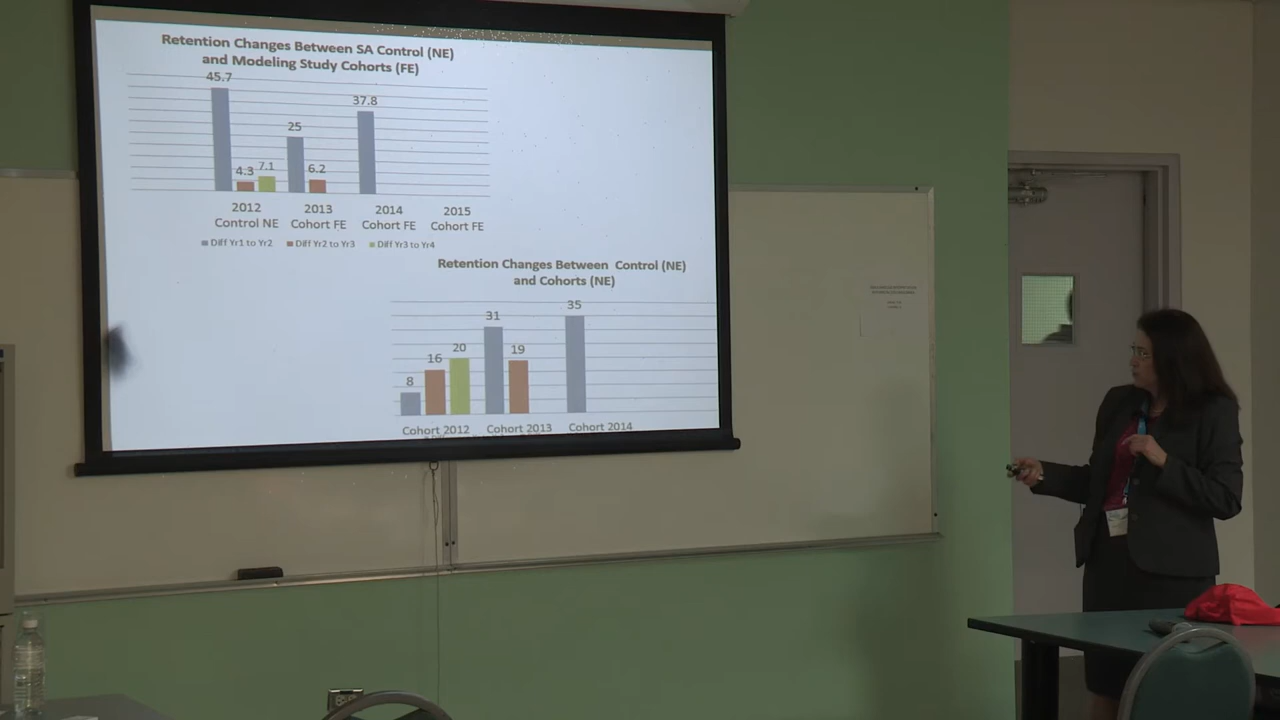 Retention Changes Between SA Control (NE)
and Modeling Study Cohorts (FE)
45.7
4.3
7.1
25
6.2
37.8
2012
Control NE
2013
Cohort FE
2014
Cohort FE
2015
Cohort FE
Diff Yr1 to Yr2
Diff Yr2 to Yr3
Diff Yr3 to Yr4
Retention Changes Between Control (NE)
and Cohorts (NE)
8
16
20
31
19
35
Cohort 2012
Cohort 2013
Cohort 2014